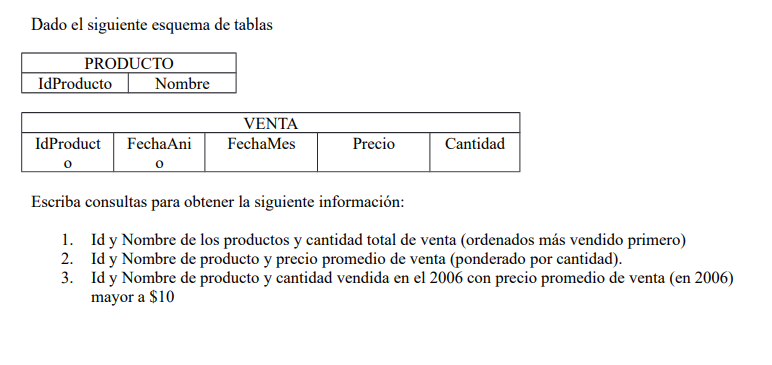 Dado el siguiente esquema de tablas
PRODUCTO
IdProducto Nombre
VENTA
IdProduct FechaAni FechaMes Precio Cantidad
o o
Escriba consultas para obtener la siguiente información:
1. Id y Nombre de los productos y cantidad total de venta (ordenados más vendido primero)
2. Id y Nombre de producto y precio promedio de venta (ponderado por cantidad).
3. Id y Nombre de producto y cantidad vendida en el 2006 con precio promedio de venta (en 2006)
mayor a $10